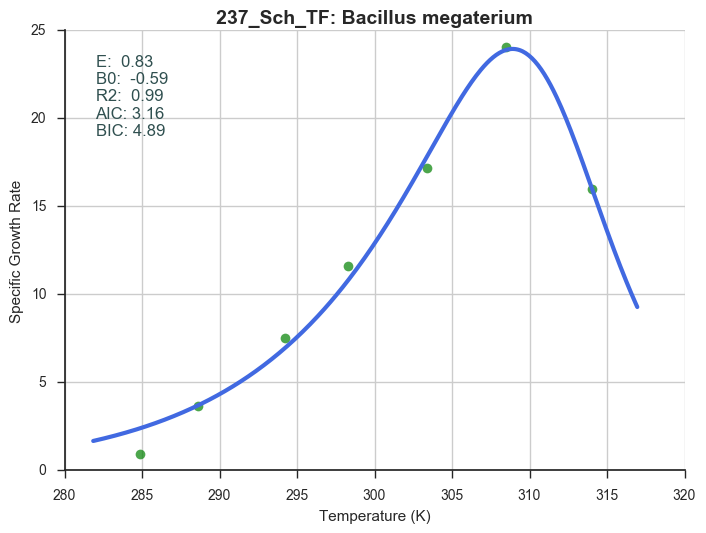 237_Sch_TF: Bacillus megaterium
E:  0.83
B0:  -0.59
R2:  0.99
AIC: 3.16
BIC: 4.89
Specific Growth Rate
25
20
15
10
5
0
280 285 290 295 300 305 310 315 320
Temperature (K)